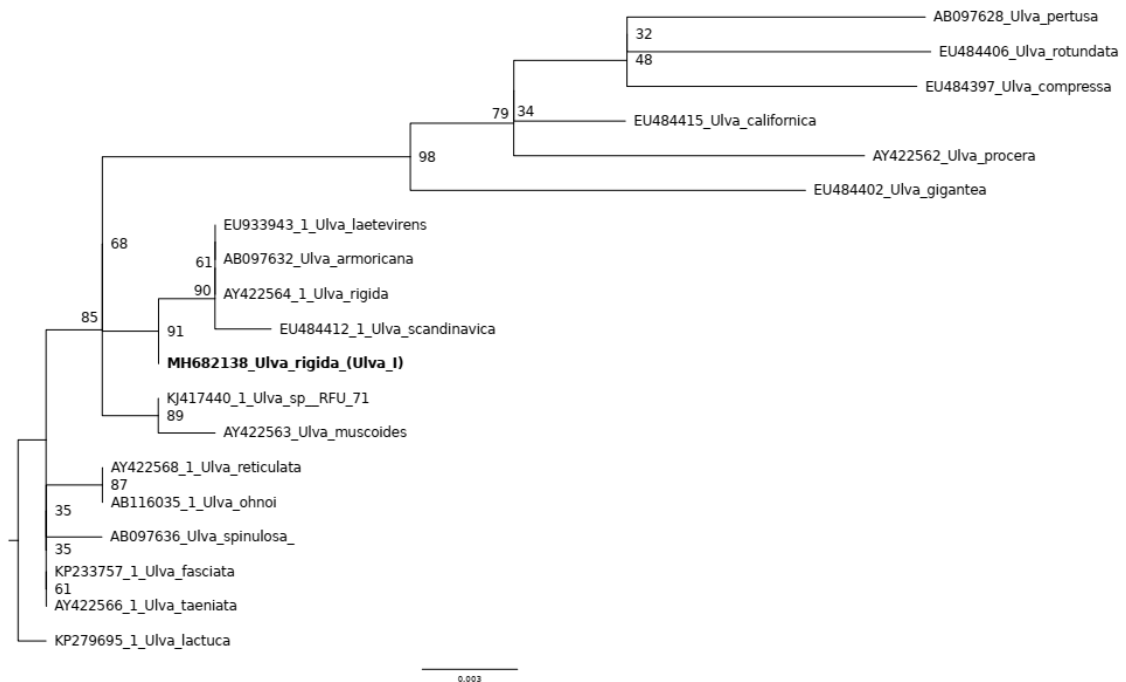 AB097628_Ulva_pertusa
32
EU484406_Ulva_rotundata
48
EU484397_Ulva_compressa
79
34
EU484415_Ulva_californica
AY422562_Ulva_procera
98
EU484402_Ulva_gigantea
EU933943_1_Ulva_laetevirens
68
61
AB097632_Ulva_armoricana
90
AY422564_1_Ulva_rigida
85
91
EU484412_1_Ulva_scandinavica
MH682138_Ulva_rigida_(Ulva_I)
KJ417440_1_Ulva_sp__RFU_71
89
AY422563_Ulva_muscoides
AY422568_1_Ulva_reticulata
87
AB116035_1_Ulva_ohnoi
35
AB097636_Ulva_spinulosa_
35
KP233757_1_Ulva_fasciata
61
AY422566_1_Ulva_taeniata
KP279695_1_Ulva_lactuca
0.003